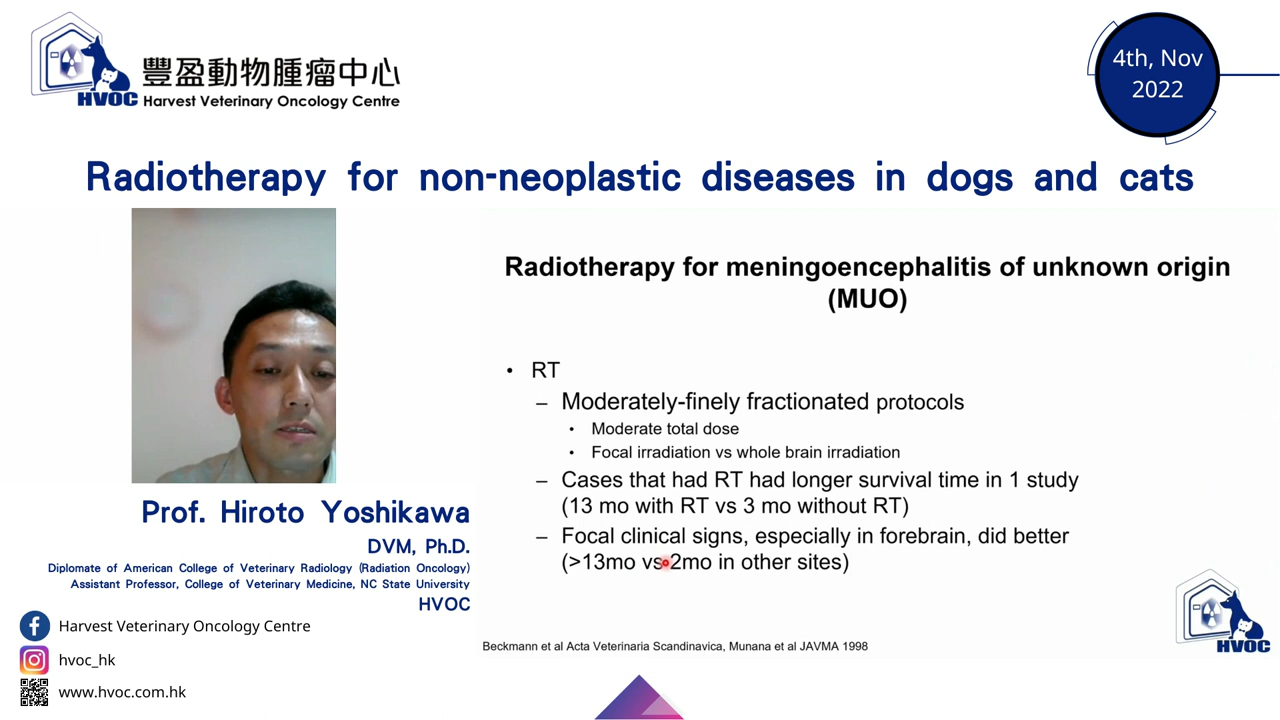 豐盈動物腫瘤中心
HVOC Harvest Veterinary Oncology Centre
4th, Nov
2022
Radiotherapy for non-neoplastic diseases in dogs and cats
Radiotherapy for meningoencephalitis of unknown origin
(MUO)
• RT
– Moderately-finely fractionated protocols
• Moderate total dose
• Focal irradiation vs whole brain irradiation
– Cases that had RT had longer survival time in 1 study
(13 mo with RT vs 3 mo without RT)
– Focal clinical signs, especially in forebrain, did better
(>13mo vs 2mo in other sites)
Beckmann et al Acta Veterinaria Scandinavica, Munana et al JAVMA 1998
HVOC
Prof. Hiroto Yoshikawa
DVM, Ph.D.
Diplomate of American College of Veterinary Radiology (Radiation Oncology)
Assistant Professor, College of Veterinary Medicine, NC State University
HVOC
Harvest Veterinary Oncology Centre
hvoc_hk
www.hvoc.com.hk